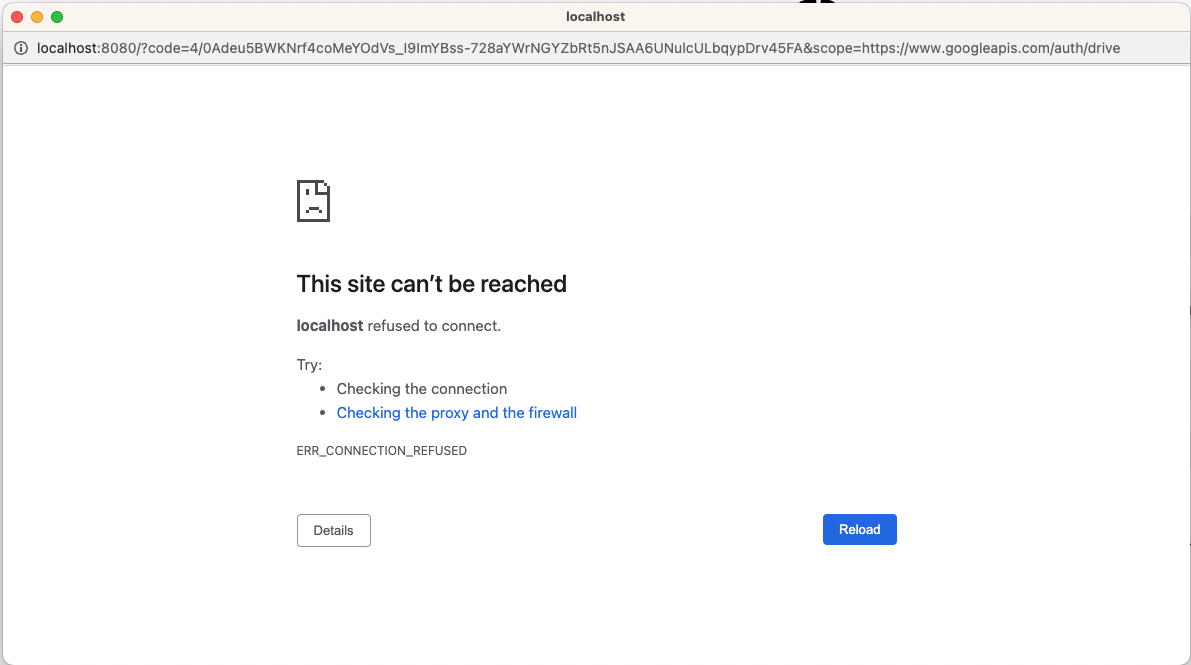 localhost
localhost:8080/?code=4/0Adeu5BWKNrf4coMeYOdVs_I9ImYBss-728aYWrNGYZbRt5nJSAA6UNulcULbqypDrv45FA&scope=https://www.googleapis.com/auth/drive
This site can’t be reached
localhost refused to connect.
Try:
• Checking the connection
• Checking the proxy and the firewall
ERR_CONNECTION_REFUSED
Details
Reload